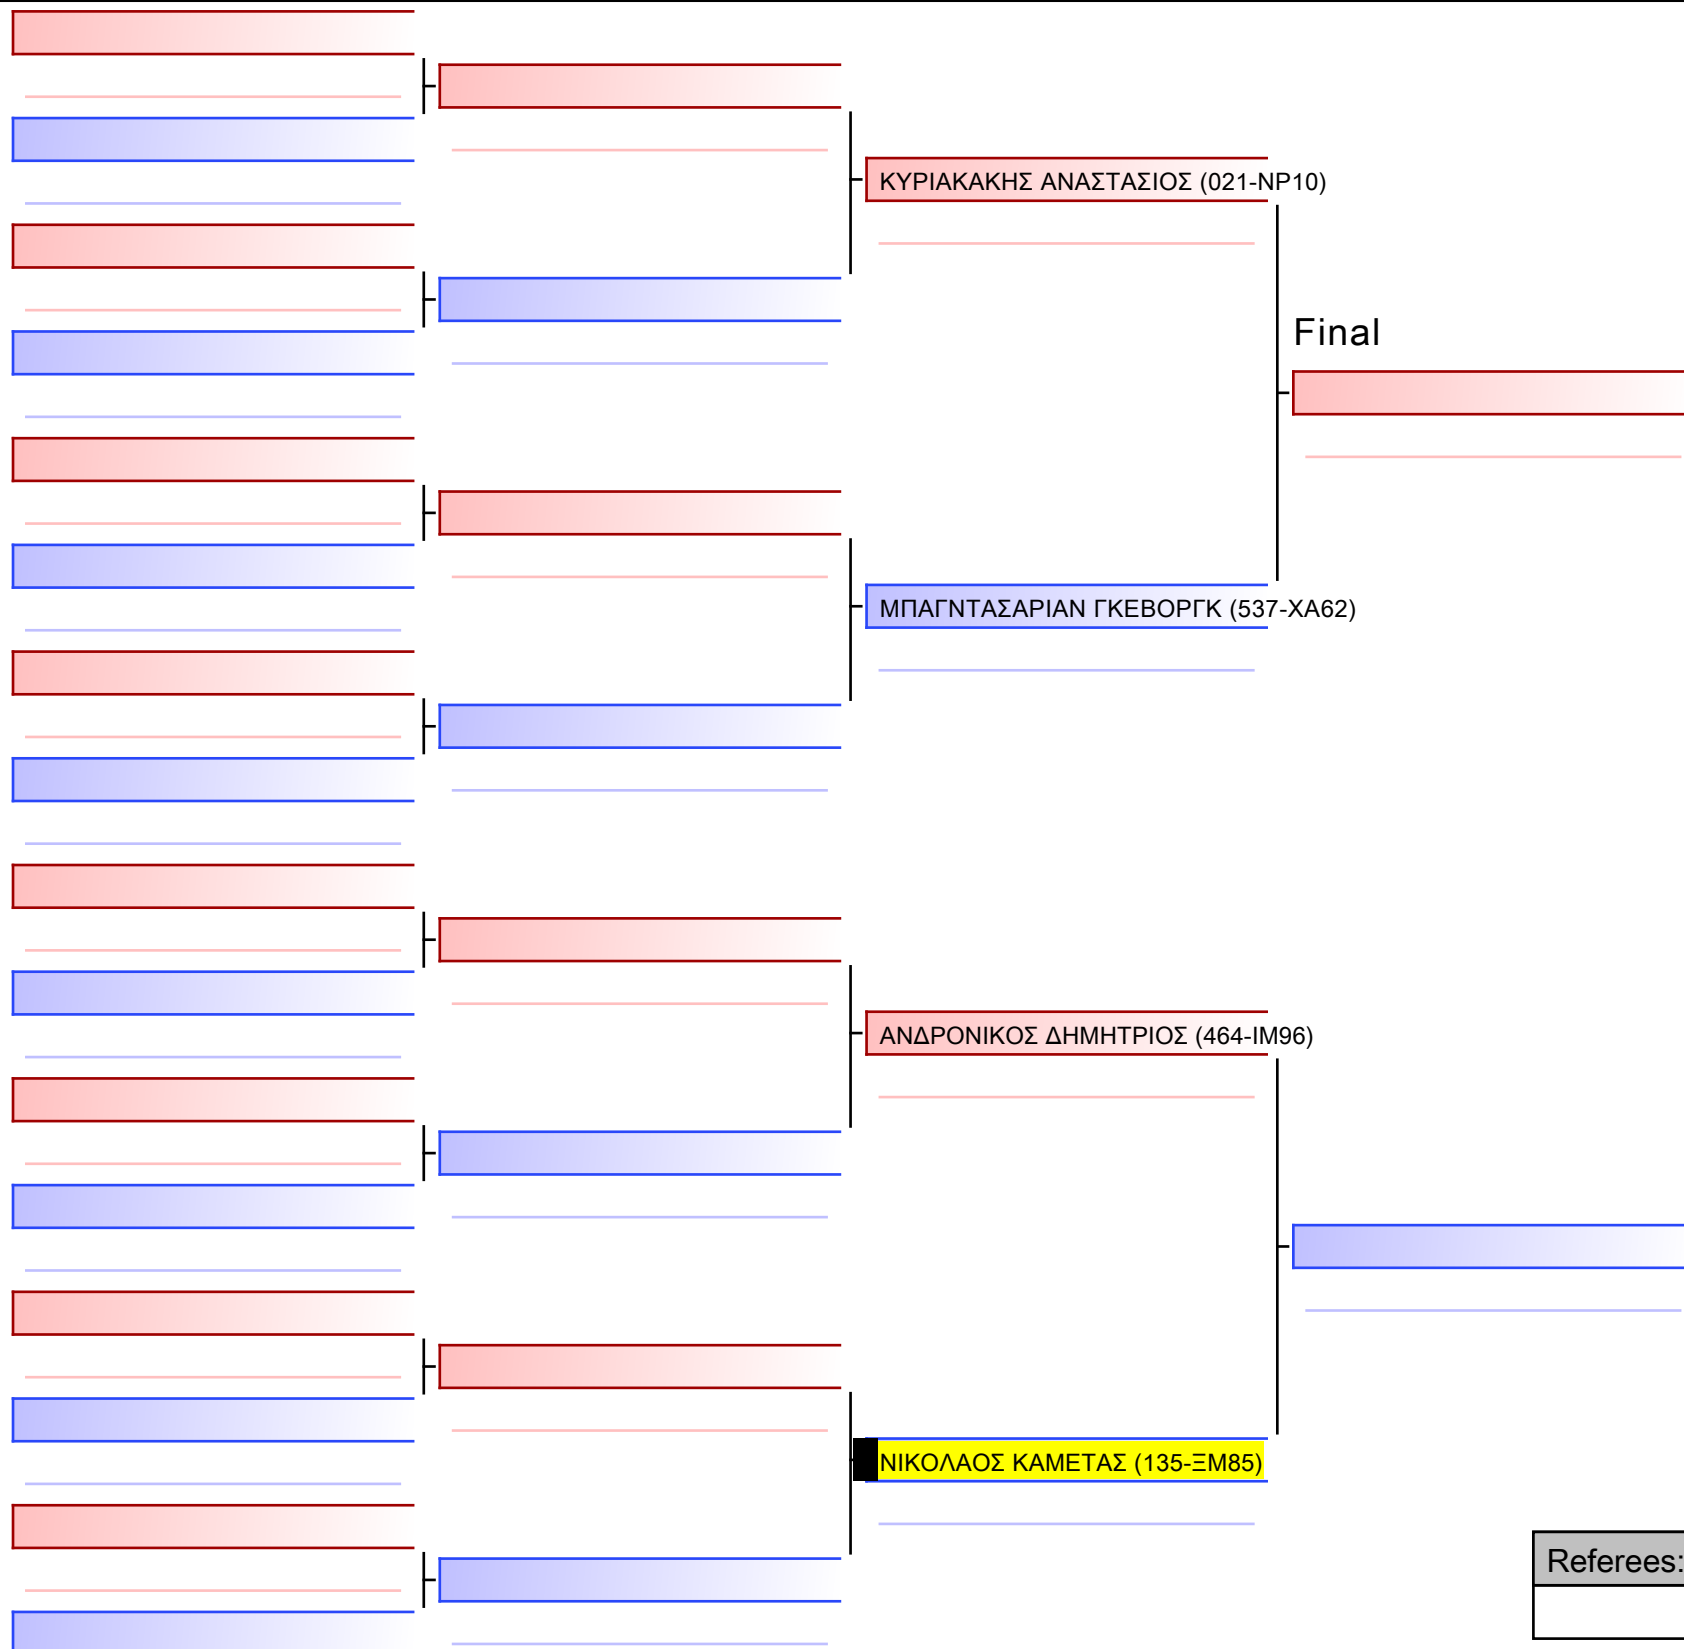 ΚΥΡΙΑΚΑΚΗΣ ΑΝΑΣΤΑΣΙΟΣ (021-ΝΡ10)
Final
ΜΠΑΓΝΤΑΣΑΡΙΑΝ ΓΚΕΒΟΡΓΚ (537-ΧΑ62)
ΑΝΔΡΟΝΙΚΟΣ ΔΗΜΗΤΡΙΟΣ (464-ΙΜ96)
ΝΙΚΟΛΑΟΣ ΚΑΜΕΤΑΣ (135-ΞΜ85)
Referees: